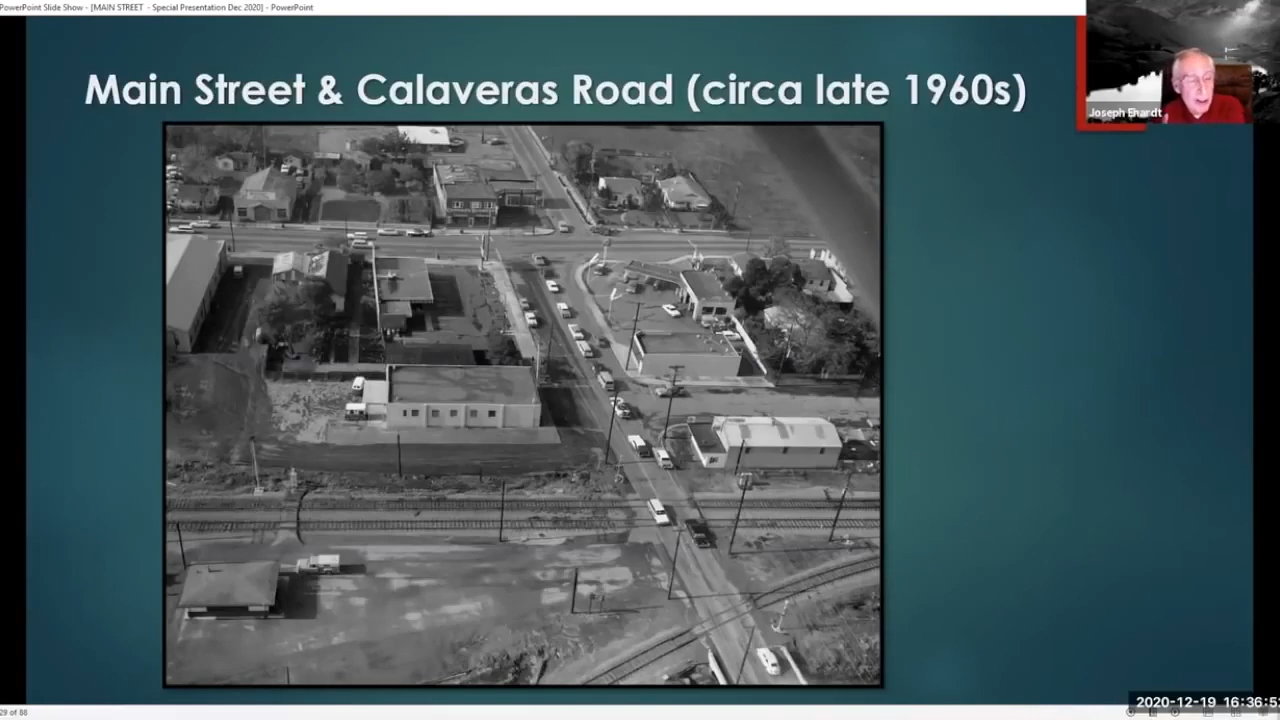 PowerPoint Slide Show - [MAIN STREET - Special Presentation Dec 2020] - PowerPoint
Main Street & Calaveras Road (circa late 1960s)
Joseph Ehardt
2020-12-19 16:36:5
29 of 88